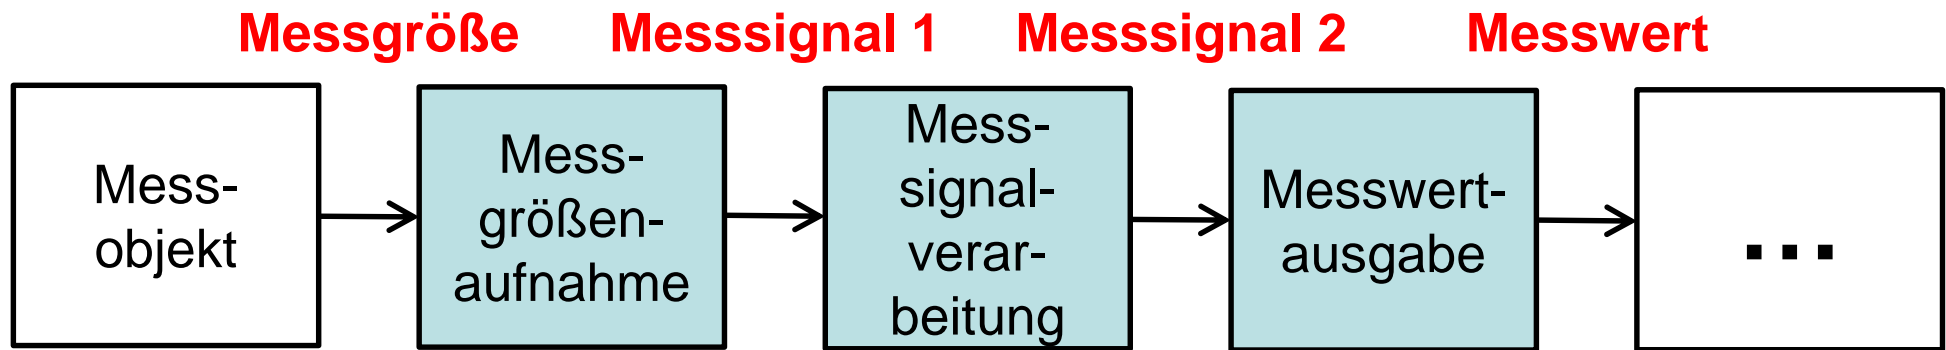 Messgröße Messsignal 1 Messsignal 2 Messwert
Mess-
objekt
Mess-
größen-
aufnahme
Mess-
signal-
verar-
beitung
Messwert-
ausgabe
...